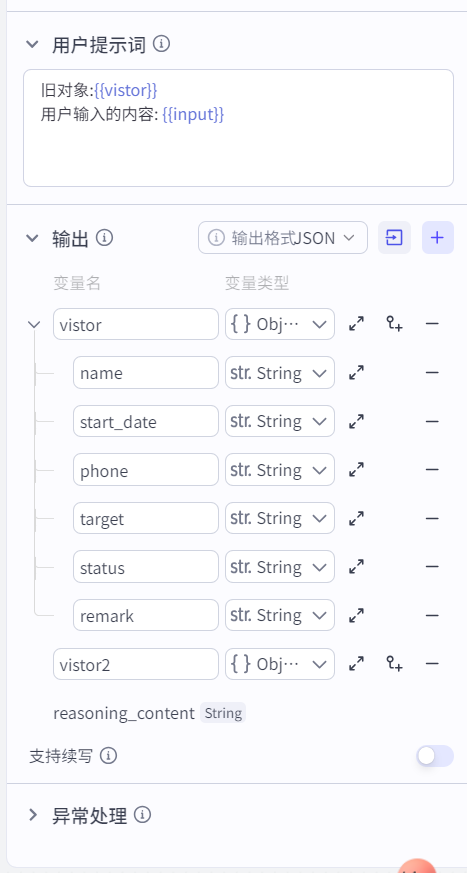 用户提示词
旧对象:{{vistor}}
用户输入的内容: {{input}}
输出 输出格式JSON
变量名 变量类型
vistor { } Obj···
name str. String
start_date str. String
phone str. String
target str. String
status str. String
remark str. String
vistor2 { } Obj···
reasoning_content String
支持续写
异常处理